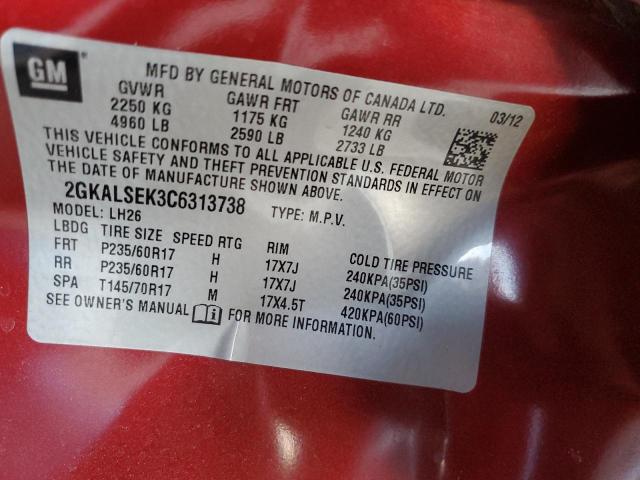 GM
MFD BY GENERAL MOTORS OF CANADA LTD.
03/12
GVWR GAWR FRT GAWR RR
2250 KG 1175 KG 1240 KG
4960 LB 2590 LB 2733 LB
THIS VEHICLE CONFORMS TO ALL APPLICABLE U.S. FEDERAL MOTOR
VEHICLE SAFETY AND THEFT PREVENTION STANDARDS IN EFFECT ON
THE DATE OF MANUFACTURE SHOWN ABOVE.
2GKALSEK3C6313738 TYPE: M.P.V.
MODEL: LH26
LBDG TIRE SIZE SPEED RTG RIM COLD TIRE PRESSURE
FRT P235/60R17 H 17X7J 240KPA(35PSI)
RR P235/60R17 H 17X7J 240KPA(35PSI)
SPA T145/70R17 M 17X4.5T 420KPA(60PSI)
SEE OWNER'S MANUAL FOR MORE INFORMATION.